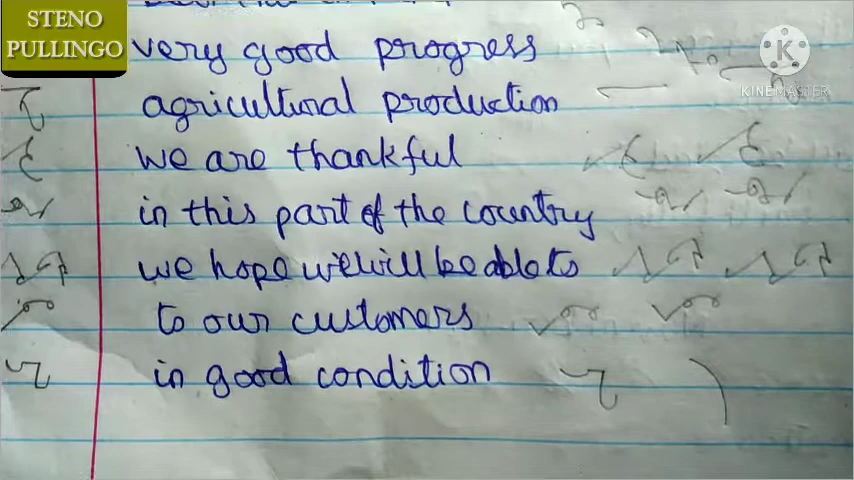 STENO
PULLINGO
very good progress
KINEMASTER
agricultural production
we are thankful
in this part of the country
we hope we will be able to
to our customers
in good condition